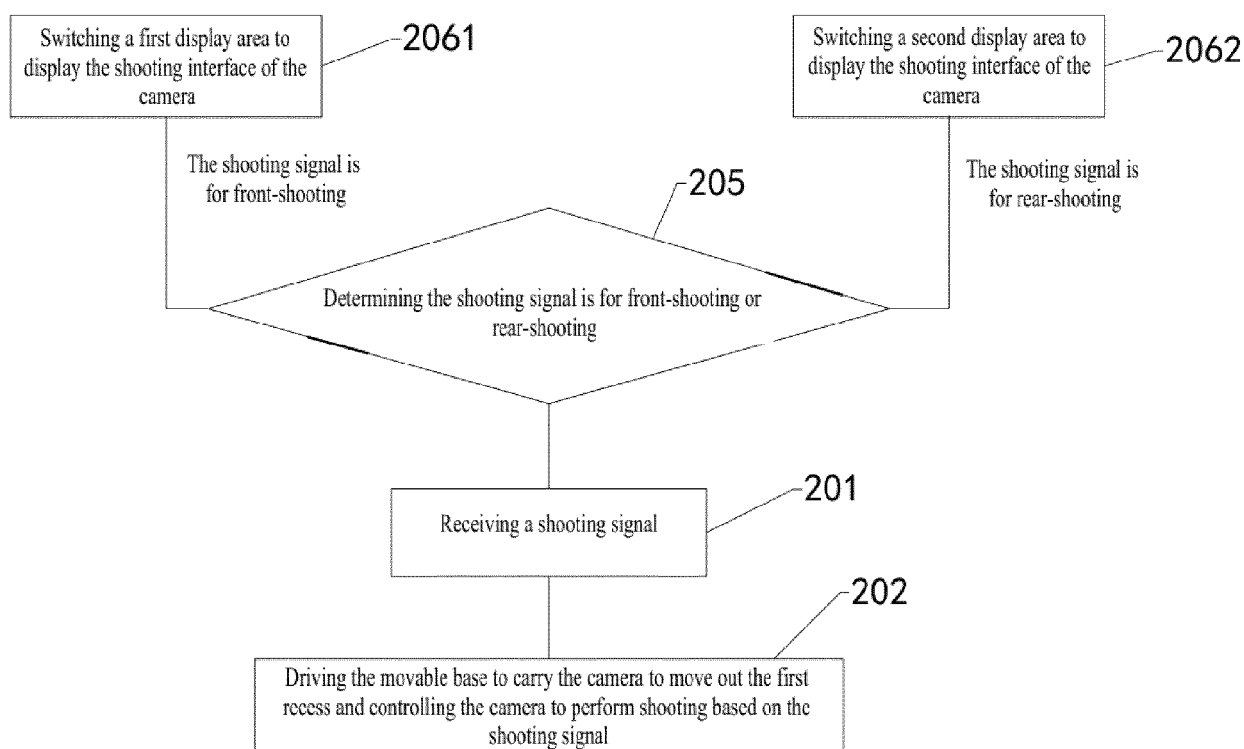 Switching a first display area to
display the shooting interface of the
camera
2061
Switching a second display area to
display the shooting interface of the
camera
2062
The shooting signal is
for front-shooting
The shooting signal is
for rear-shooting
205
Determining the shooting signal is for front-shooting or
rear-shooting
201
Receiving a shooting signal
202
Driving the movable base to carry the camera to move out the first
recess and controlling the camera to perform shooting based on the
shooting signal